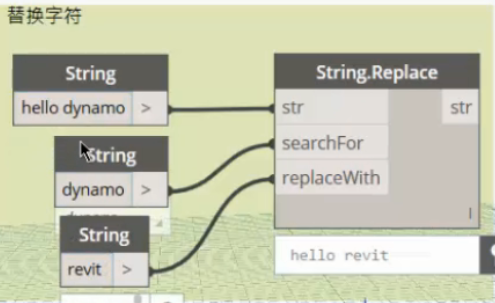 替换字符
String
hello dynamo >
String
dynamo >
String
revit >
String.Replace
str str
searchFor
replaceWith
l
hello revit